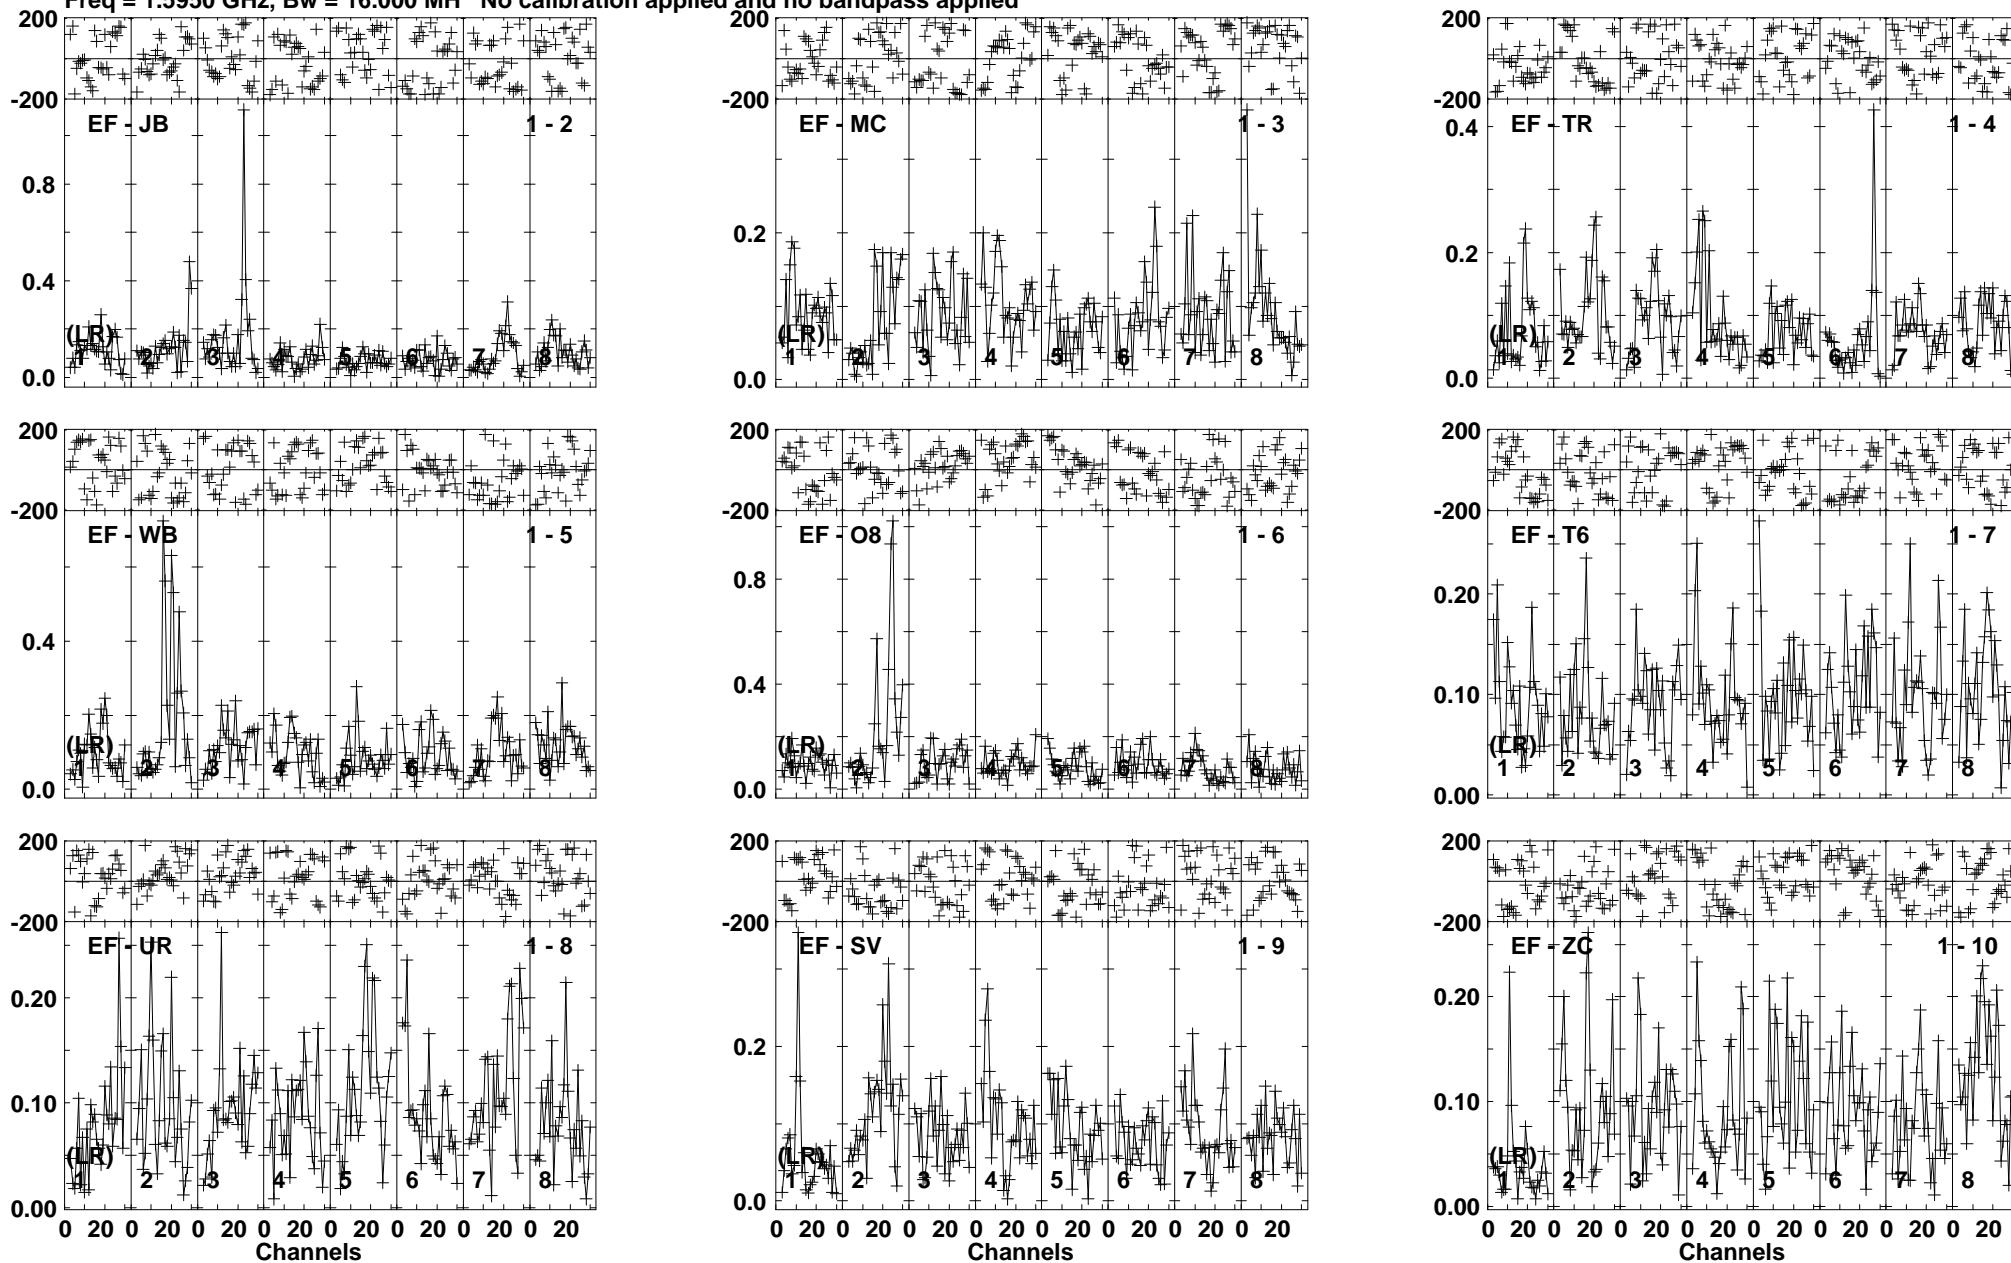 Freq = 1.5950 GHz, Bw = 16.000 MH No calibration applied and no bandpass applied
200 200 200
-200 -200 -200
EF - JB 1 - 2 EF - MC 1 - 3 EF - TR 1 - 4
0.8 0.4 0.0
0.2 0.0
0.4 0.2 0.0
(LR) (LR) (LR)
1 2 3 4 5 6 7 8 1 2 3 4 5 6 7 8 1 2 3 4 5 6 7 8
200 200 200
-200 -200 -200
EF - WB 1 - 5 EF - O8 1 - 6 EF - T6 1 - 7
0.4 0.0
0.8 0.4 0.0
0.20 0.10 0.00
(LR) (LR) (LR)
1 2 3 4 5 6 7 8 1 2 3 4 5 6 7 8 1 2 3 4 5 6 7 8
200 200 200
-200 -200 -200
EF - UR 1 - 8 EF - SV 1 - 9 EF - ZC 1 - 10
0.20 0.10 0.00
0.2 0.0
0.20 0.10 0.00
(LR) (LR) (LR)
1 2 3 4 5 6 7 8 1 2 3 4 5 6 7 8 1 2 3 4 5 6 7 8
0 20 0 20 0 20 0 20 0 20 0 20 0 20 0 20 0 20 0 20 0 20 0 20 0 20 0 20 0 20 0 20 0 20 0 20 0 20 0 20 0 20 0 20 0 20 0 20
Channels Channels Channels